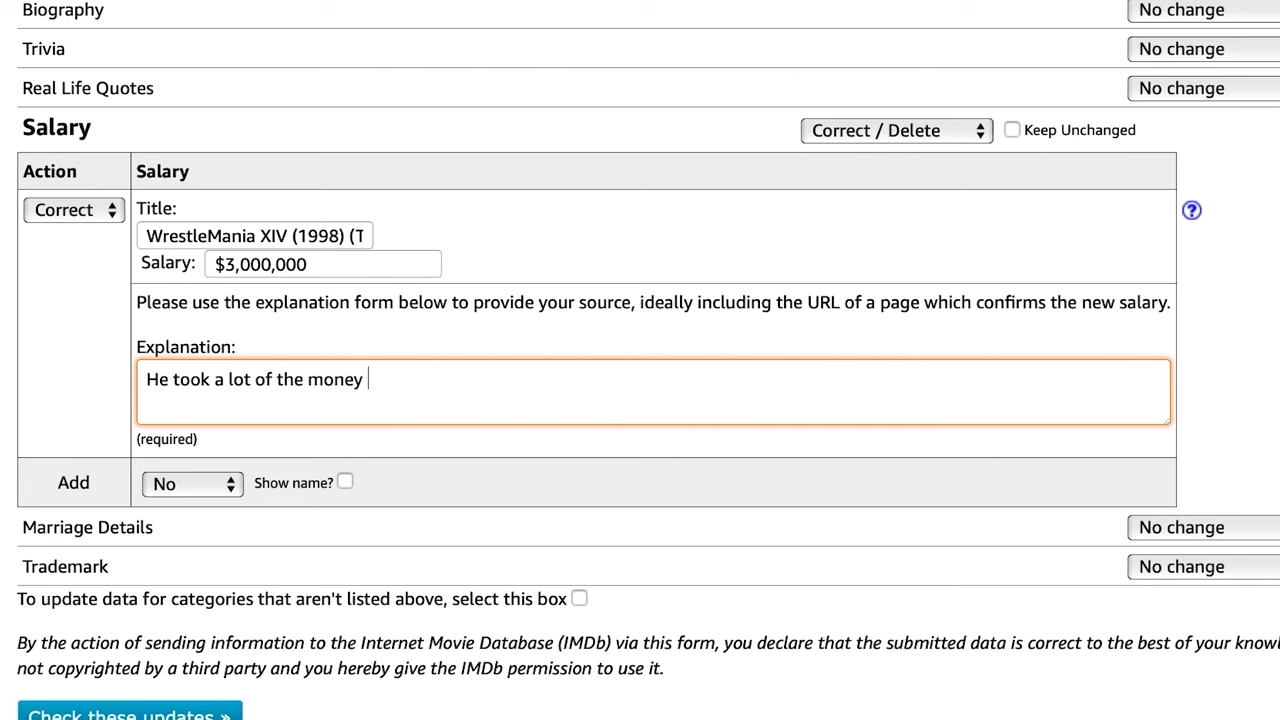 Biography No change
Trivia No change
Real Life Quotes No change
Salary Correct / Delete Keep Unchanged
Action Salary
Correct Title:
WrestleMania XIV (1998) (T
Salary: $3,000,000
Please use the explanation form below to provide your source, ideally including the URL of a page which confirms the new salary.
Explanation:
He took a lot of the money
(required)
Add No Show name?
Marriage Details No change
Trademark No change
To update data for categories that aren't listed above, select this box
By the action of sending information to the Internet Movie Database (IMDb) via this form, you declare that the submitted data is correct to the best of your knowl
not copyrighted by a third party and you hereby give the IMDb permission to use it.
Check these updates »